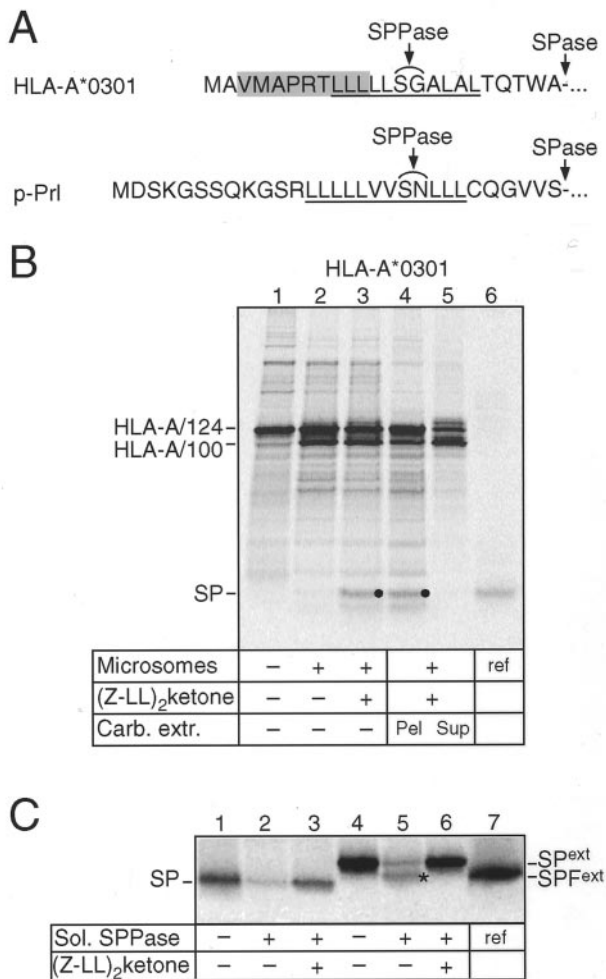 A
SPPase
SPase
HLA-A*0301
MAVMAPRTLLLLLSGALALTQTWA-...
SPPase
SPase
p-Prl
MDSKGSSQKGSRLLLLLVVSNLLLCQGVVS-...
B
HLA-A*0301
1 2 3 4 5 6
HLA-A/124
HLA-A/100
SP
Microsomes − + + + ref
(Z-LL)2ketone + +
Carb. extr. − − − Pel Sup
C
1 2 3 4 5 6 7
SP
SPext
*
SPFext
Sol. SPPase − + + − + + ref
(Z-LL)2ketone + +